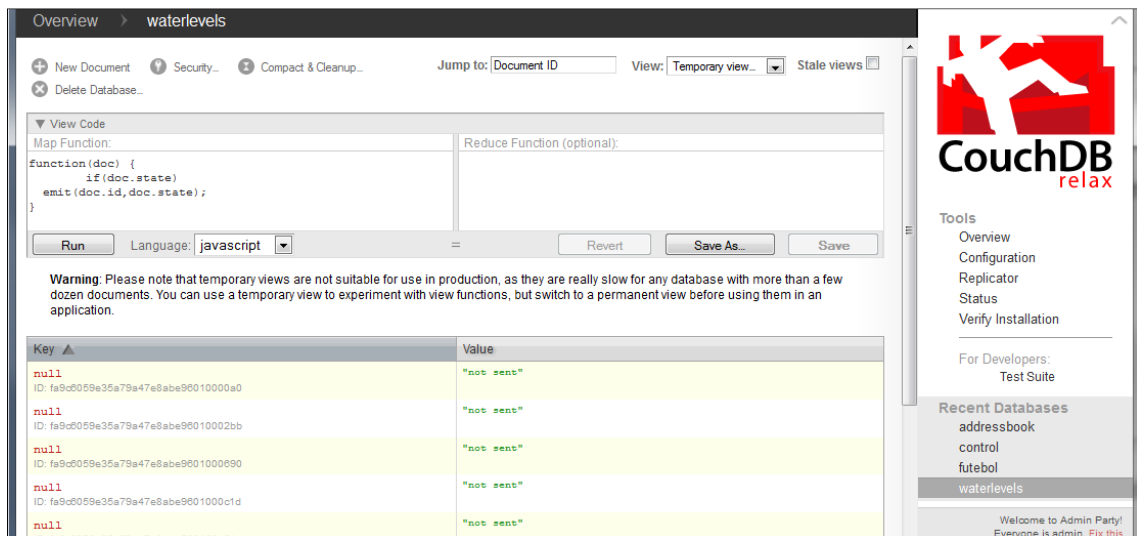 Overview > waterlevels
New Document Security... Compact & Cleanup... Jump to: Document ID View: Temporary view... Stale views
Delete Database...
▼ View Code
Map Function: Reduce Function (optional):
function(doc) {
if(doc.state)
emit(doc.id,doc.state);
}
Run Language: javascript = Revert Save As... Save
Warning: Please note that temporary views are not suitable for use in production, as they are really slow for any database with more than a few
dozen documents. You can use a temporary view to experiment with view functions, but switch to a permanent view before using them in an
application.
Key ▲ Value
null "not sent"
ID: fa9d6059e35a79a47e8abe96010000a0
null "not sent"
ID: fa9d6059e35a79a47e8abe96010002bb
null "not sent"
ID: fa9d6059e35a79a47e8abe9601000690
null "not sent"
ID: fa9d6059e35a79a47e8abe9601000c1d
null "not sent"
CouchDB
relax
Tools
Overview
Configuration
Replicator
Status
Verify Installation
For Developers:
Test Suite
Recent Databases
addressbook
control
futebol
waterlevels
Welcome to Admin Party!
Everyone is admin. Fix this